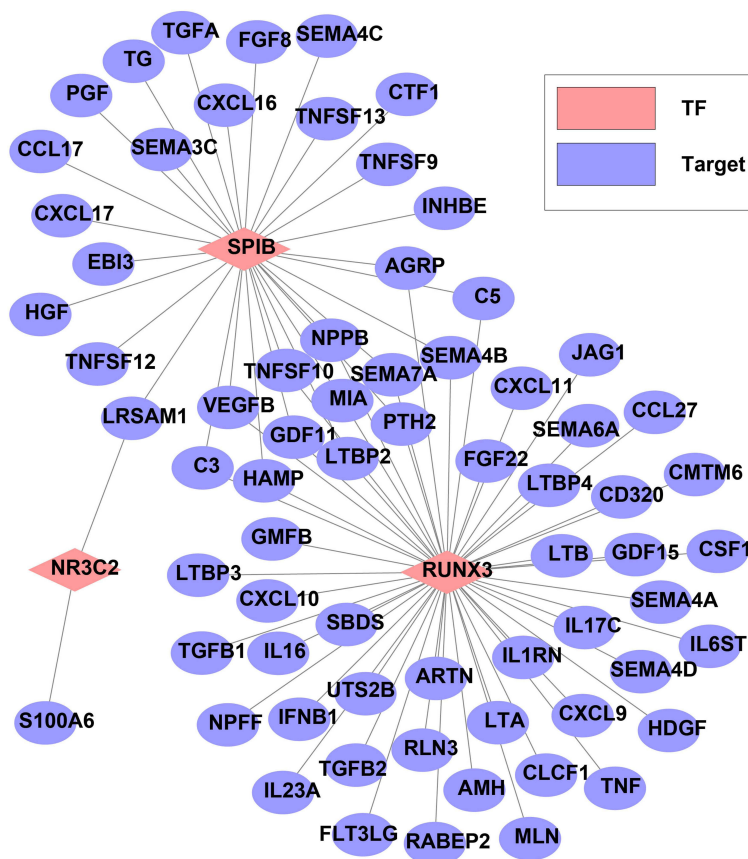 TGFA
FGF8
SEMA4C
TG
PGF
CXCL16
CTF1
TNFSF13
CCL17
SEMA3C
TNFSF9
CXCL17
INHBE
SPIB
EBI3
AGRP
HGF
C5
TNFSF12
NPPB
SEMA4B
JAG1
TNFSF10
SEMA7A
CXCL11
LRSAM1
VEGFB
MIA
PTH2
SEMA6A
CCL27
GDF11
C3
HAMP
LTBP2
FGF22
LTBP4
CD320
CMTM6
GMFB
LTB
GDF15
CSF1
NR3C2
LTBP3
RUNX3
CXCL10
SEMA4A
SBDS
IL17C
TGFB1
IL16
IL1RN
SEMA4D
IL6ST
UTS2B
ARTN
S100A6
NPFF
IFNB1
LTA
CXCL9
HDGF
RLN3
TGFB2
CLCF1
TNF
IL23A
AMH
FLT3LG
RABEP2
MLN
TF
Target